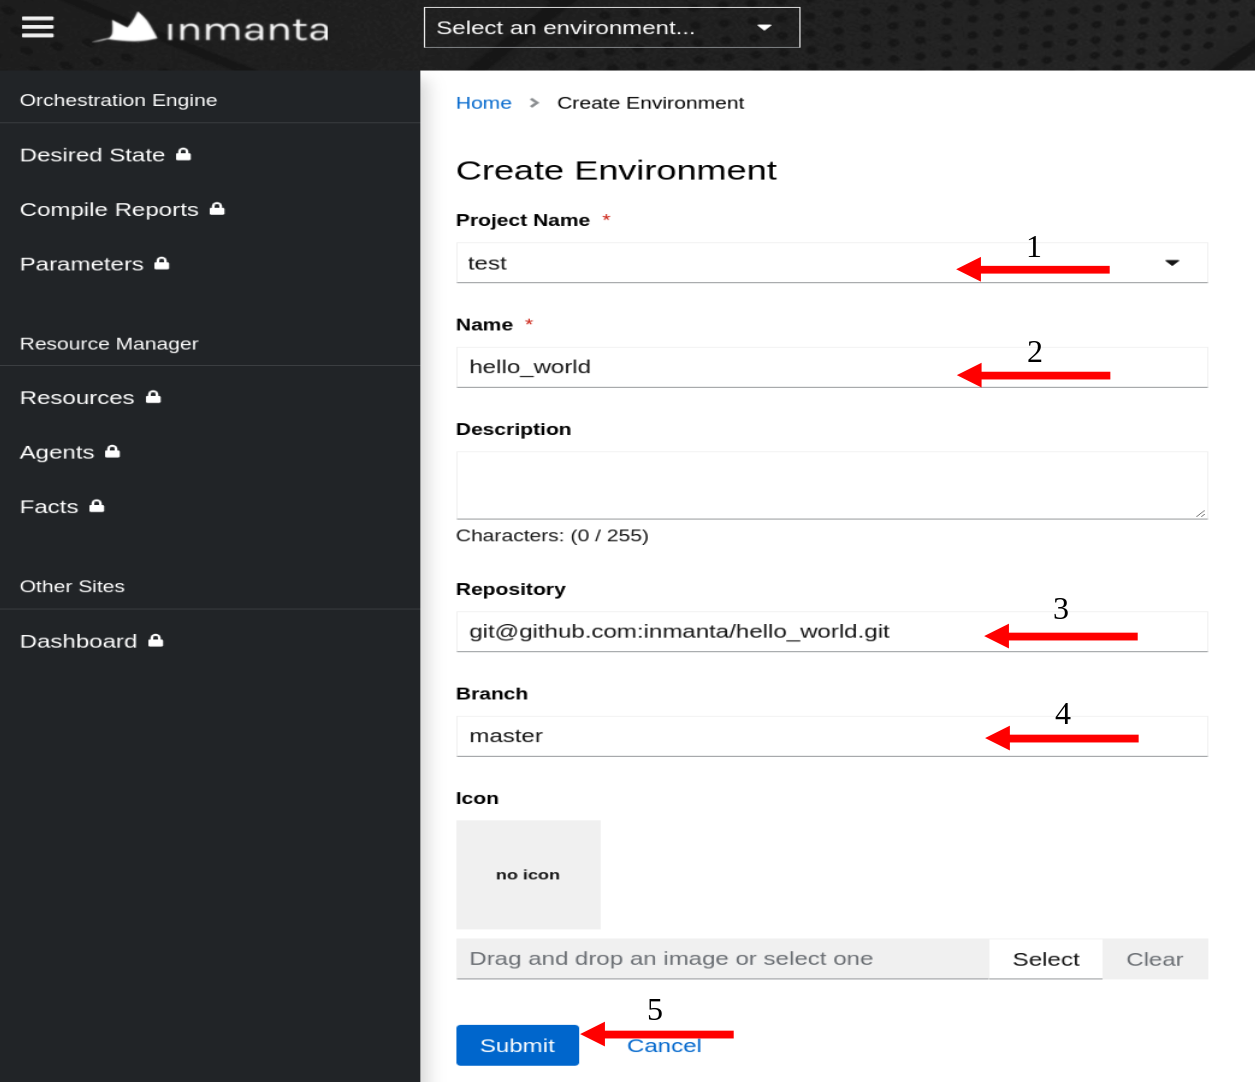 inmanta
Select an environment...
Orchestration Engine
Desired State
Compile Reports
Parameters
Resource Manager
Resources
Agents
Facts
Other Sites
Dashboard
Home > Create Environment
Create Environment
Project Name *
test
1
Name *
hello_world
2
Description
Characters: (0 / 255)
Repository
git@github.com:inmanta/hello_world.git
3
Branch
master
4
Icon
no icon
Drag and drop an image or select one Select Clear
5
Submit Cancel